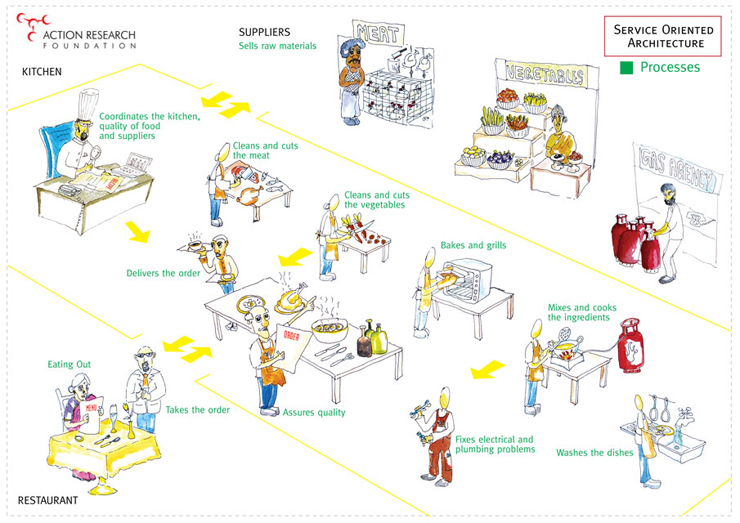 ACTION RESEARCH
FOUNDATION
SUPPLIERS
Sells raw materials
SERVICE ORIENTED
ARCHITECTURE
Processes
KITCHEN
MEAT
VEGETABLES
GAS AGENCY
Coordinates the kitchen,
quality of food
and suppliers
Cleans and cuts
the meat
Cleans and cuts
the vegetables
Delivers the order
Bakes and grills
Mixes and cooks
the ingredients
ORDER
Eating Out
MENU
Takes the order
Assures quality
Fixes electrical and
plumbing problems
Washes the dishes
RESTAURANT